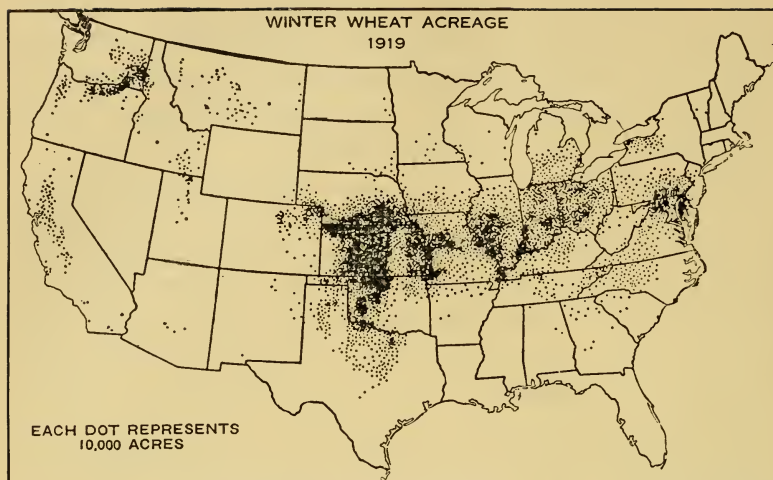 WINTER WHEAT ACREAGE
1919
EACH DOT REPRESENTS
10,000 ACRES